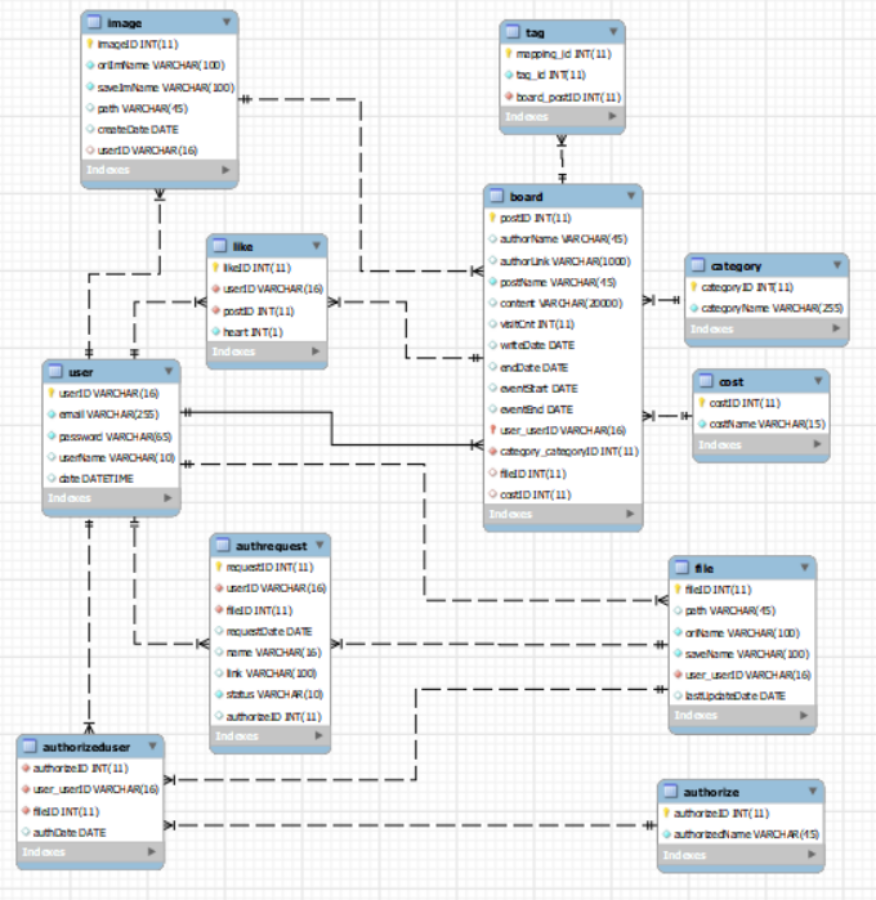 image
imageID INT(11)
oriImName VARCHAR(100)
saveImName VARCHAR(100)
path VARCHAR(45)
createDate DATE
userID VARCHAR(16)
Indexes
tag
mapping_id INT(11)
tag_id INT(11)
board_postID INT(11)
Indexes
like
likeID INT(11)
userID VARCHAR(16)
postID INT(11)
heart INT(1)
Indexes
board
postID INT(11)
authorName VARCHAR(45)
authorLink VARCHAR(1000)
postName VARCHAR(45)
content VARCHAR(20000)
visitCnt INT(11)
writeDate DATE
endDate DATE
eventStart DATE
eventEnd DATE
user_userID VARCHAR(16)
category_categoryID INT(11)
fileID INT(11)
costID INT(11)
Indexes
category
categoryID INT(11)
categoryName VARCHAR(255)
Indexes
cost
costID INT(11)
costName VARCHAR(15)
Indexes
user
userID VARCHAR(16)
email VARCHAR(255)
password VARCHAR(65)
userName VARCHAR(10)
date DATETIME
Indexes
authrequest
requestID INT(11)
userID VARCHAR(16)
fileID INT(11)
requestDate DATE
name VARCHAR(16)
link VARCHAR(100)
status VARCHAR(10)
authorizeID INT(11)
Indexes
file
fileID INT(11)
path VARCHAR(45)
oriName VARCHAR(100)
saveName VARCHAR(100)
user_userID VARCHAR(16)
lastUpdateDate DATE
Indexes
authorizeduser
authorizeID INT(11)
user_userID VARCHAR(16)
fileID INT(11)
authDate DATE
Indexes
authorize
authorizeID INT(11)
authorizedName VARCHAR(45)
Indexes